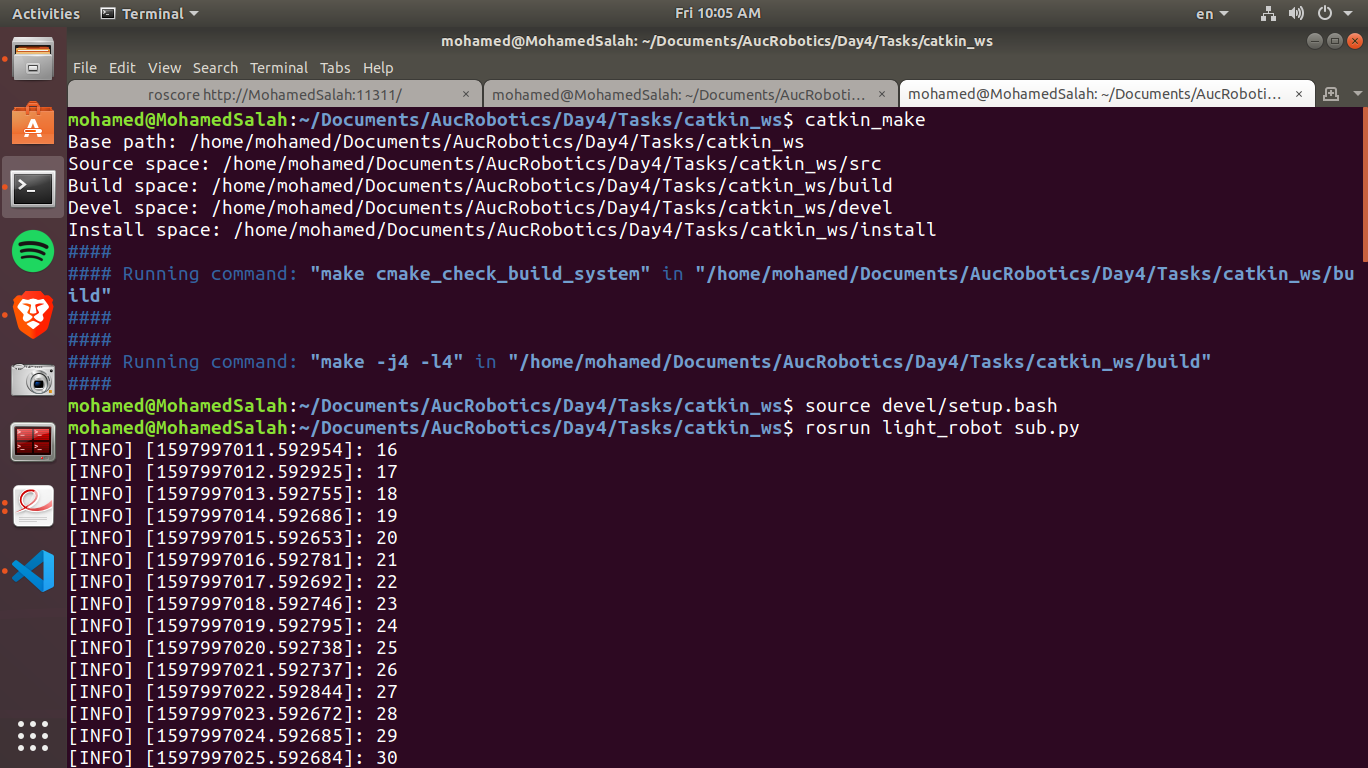 Activities Terminal Fri 10:05 AM en
mohamed@MohamedSalah: ~/Documents/AucRobotics/Day4/Tasks/catkin_ws
File Edit View Search Terminal Tabs Help
roscore http://MohamedSalah:11311/ × mohamed@MohamedSalah: ~/Documents/AucRoboti... × mohamed@MohamedSalah: ~/Documents/AucRoboti... ×
mohamed@MohamedSalah:~/Documents/AucRobotics/Day4/Tasks/catkin_ws$ catkin_make
Base path: /home/mohamed/Documents/AucRobotics/Day4/Tasks/catkin_ws
Source space: /home/mohamed/Documents/AucRobotics/Day4/Tasks/catkin_ws/src
Build space: /home/mohamed/Documents/AucRobotics/Day4/Tasks/catkin_ws/build
Devel space: /home/mohamed/Documents/AucRobotics/Day4/Tasks/catkin_ws/devel
Install space: /home/mohamed/Documents/AucRobotics/Day4/Tasks/catkin_ws/install
####
#### Running command: "make cmake_check_build_system" in "/home/mohamed/Documents/AucRobotics/Day4/Tasks/catkin_ws/bu
ild"
####
####
#### Running command: "make -j4 -l4" in "/home/mohamed/Documents/AucRobotics/Day4/Tasks/catkin_ws/build"
####
mohamed@MohamedSalah:~/Documents/AucRobotics/Day4/Tasks/catkin_ws$ source devel/setup.bash
mohamed@MohamedSalah:~/Documents/AucRobotics/Day4/Tasks/catkin_ws$ rosrun light_robot sub.py
[INFO] [1597997011.592954]: 16
[INFO] [1597997012.592925]: 17
[INFO] [1597997013.592755]: 18
[INFO] [1597997014.592686]: 19
[INFO] [1597997015.592653]: 20
[INFO] [1597997016.592781]: 21
[INFO] [1597997017.592692]: 22
[INFO] [1597997018.592746]: 23
[INFO] [1597997019.592795]: 24
[INFO] [1597997020.592738]: 25
[INFO] [1597997021.592737]: 26
[INFO] [1597997022.592844]: 27
[INFO] [1597997023.592672]: 28
[INFO] [1597997024.592685]: 29
[INFO] [1597997025.592684]: 30